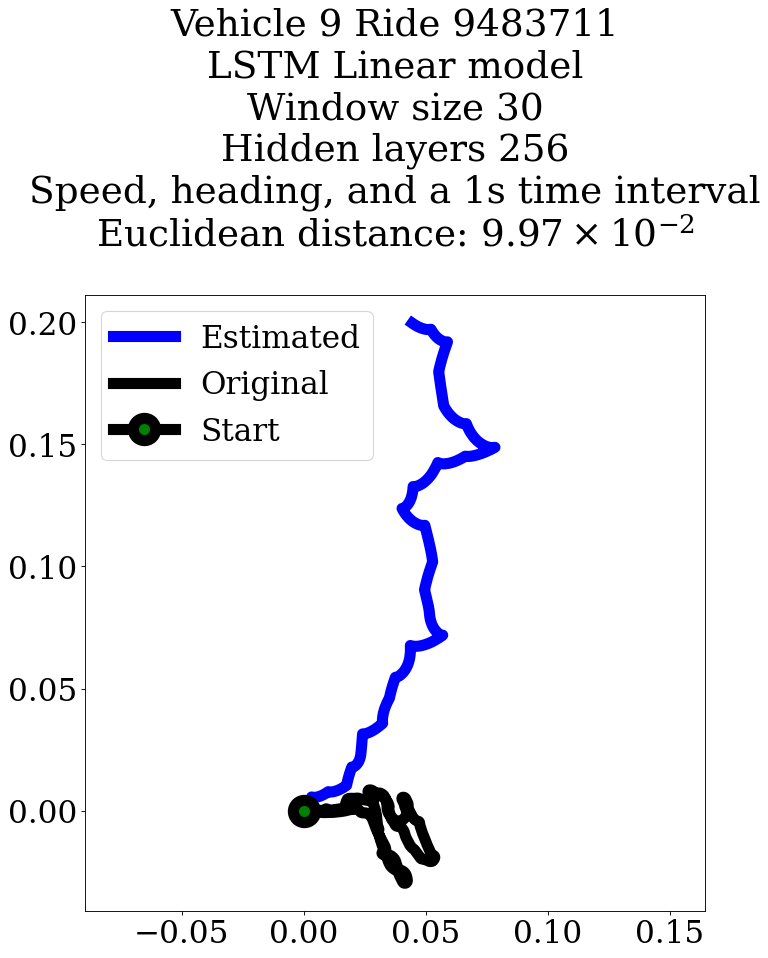 Vehicle 9 Ride 9483711
LSTM Linear model
Window size 30
Hidden layers 256
Speed, heading, and a 1s time interval
Euclidean distance: 9.97 × 10⁻²
Estimated
Original
Start
0.20
0.15
0.10
0.05
0.00
−0.05 0.00 0.05 0.10 0.15